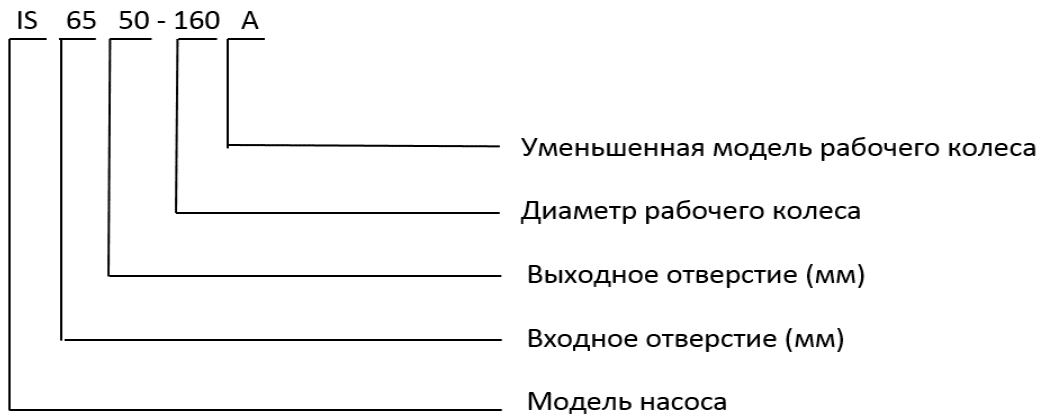 IS 65 50 - 160 A
Уменьшенная модель рабочего колеса
Диаметр рабочего колеса
Выходное отверстие (мм)
Входное отверстие (мм)
Модель насоса